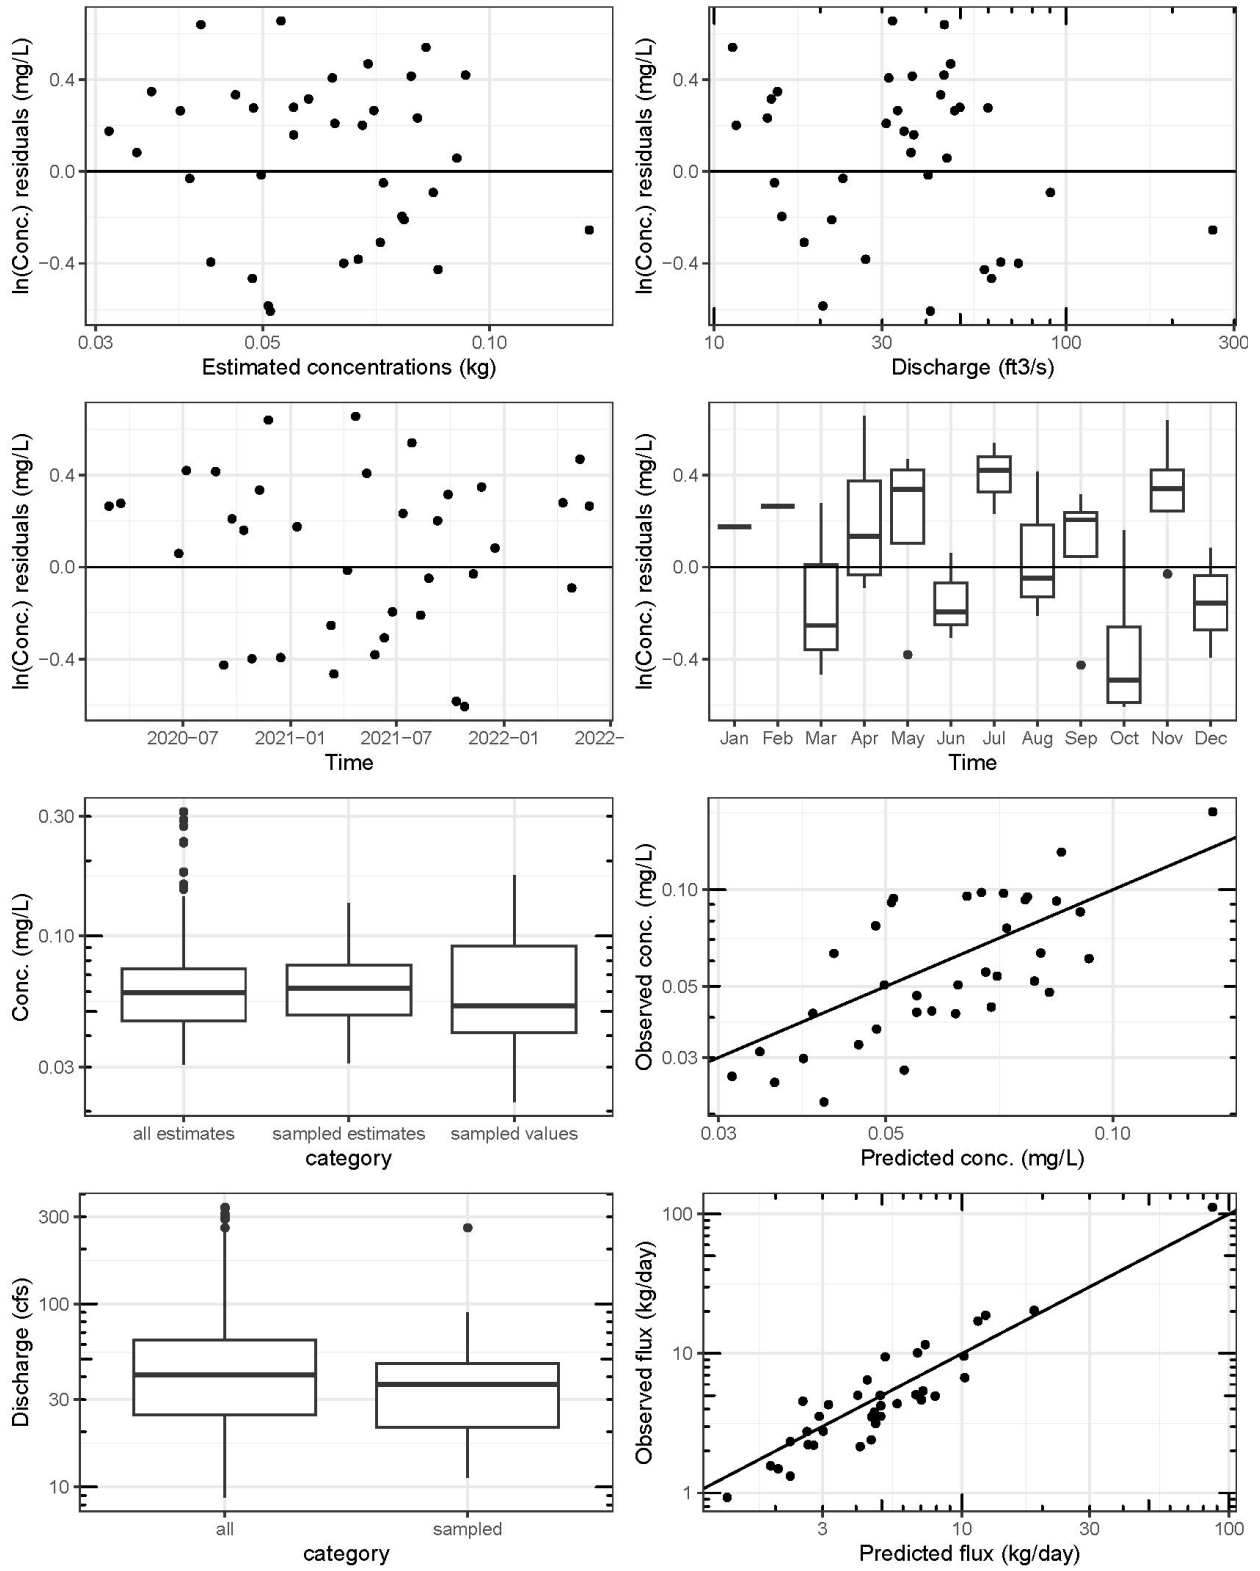 ln(Conc.) residuals (mg/L)
0.4
0.0
−0.4
0.03
0.05
0.10
Estimated concentrations (kg)
ln(Conc.) residuals (mg/L)
0.4
0.0
−0.4
10
30
100
300
Discharge (ft3/s)
ln(Conc.) residuals (mg/L)
0.4
0.0
−0.4
2020−07
2021−01
2021−07
2022−01
2022−
Time
ln(Conc.) residuals (mg/L)
0.4
0.0
−0.4
Jan
Feb
Mar
Apr
May
Jun
Jul
Aug
Sep
Oct
Nov
Dec
Time
Conc. (mg/L)
0.30
0.10
0.03
all estimates
sampled estimates
sampled values
category
Observed conc. (mg/L)
0.10
0.05
0.03
0.03
0.05
0.10
Predicted conc. (mg/L)
Discharge (cfs)
300
100
30
10
all
sampled
category
Observed flux (kg/day)
100
10
1
3
10
30
100
Predicted flux (kg/day)